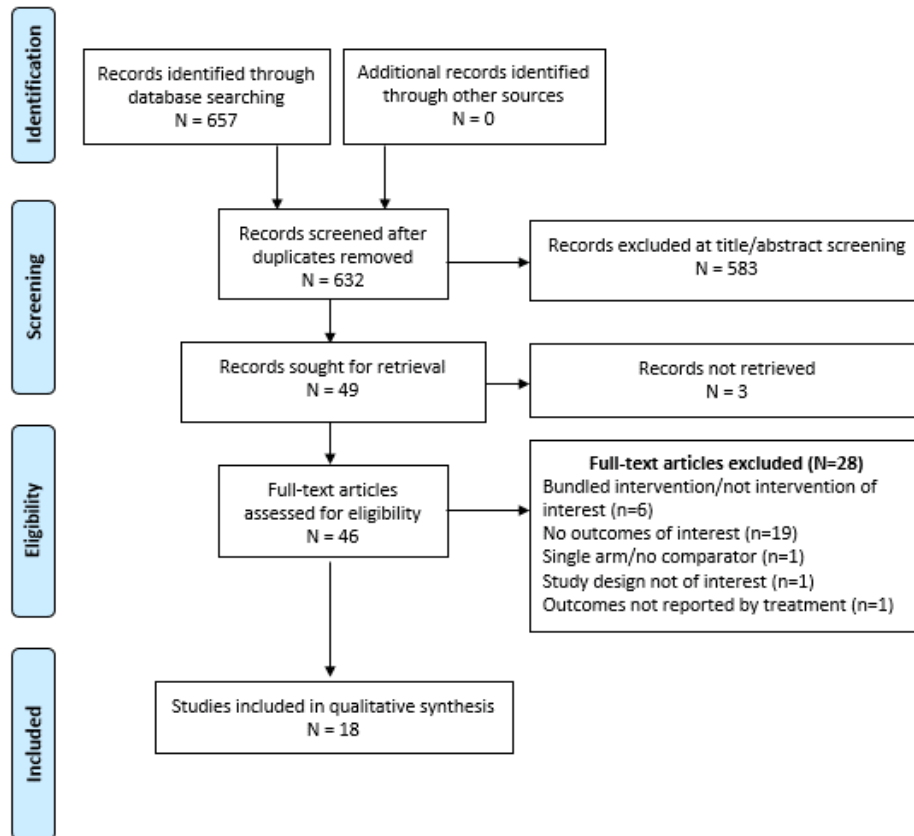 Identification
Records identified through
database searching
N = 657
Additional records identified
through other sources
N = 0
Screening
Records screened after
duplicates removed
N = 632
Records excluded at title/abstract screening
N = 583
Records sought for retrieval
N = 49
Records not retrieved
N = 3
Eligibility
Full-text articles
assessed for eligibility
N = 46
Full-text articles excluded (N=28)
Bundled intervention/not intervention of
interest (n=6)
No outcomes of interest (n=19)
Single arm/no comparator (n=1)
Study design not of interest (n=1)
Outcomes not reported by treatment (n=1)
Included
Studies included in qualitative synthesis
N = 18